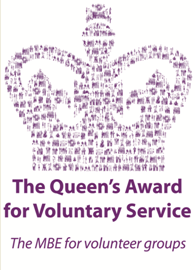 The Queen's Award
for Voluntary Service
The MBE for volunteer groups